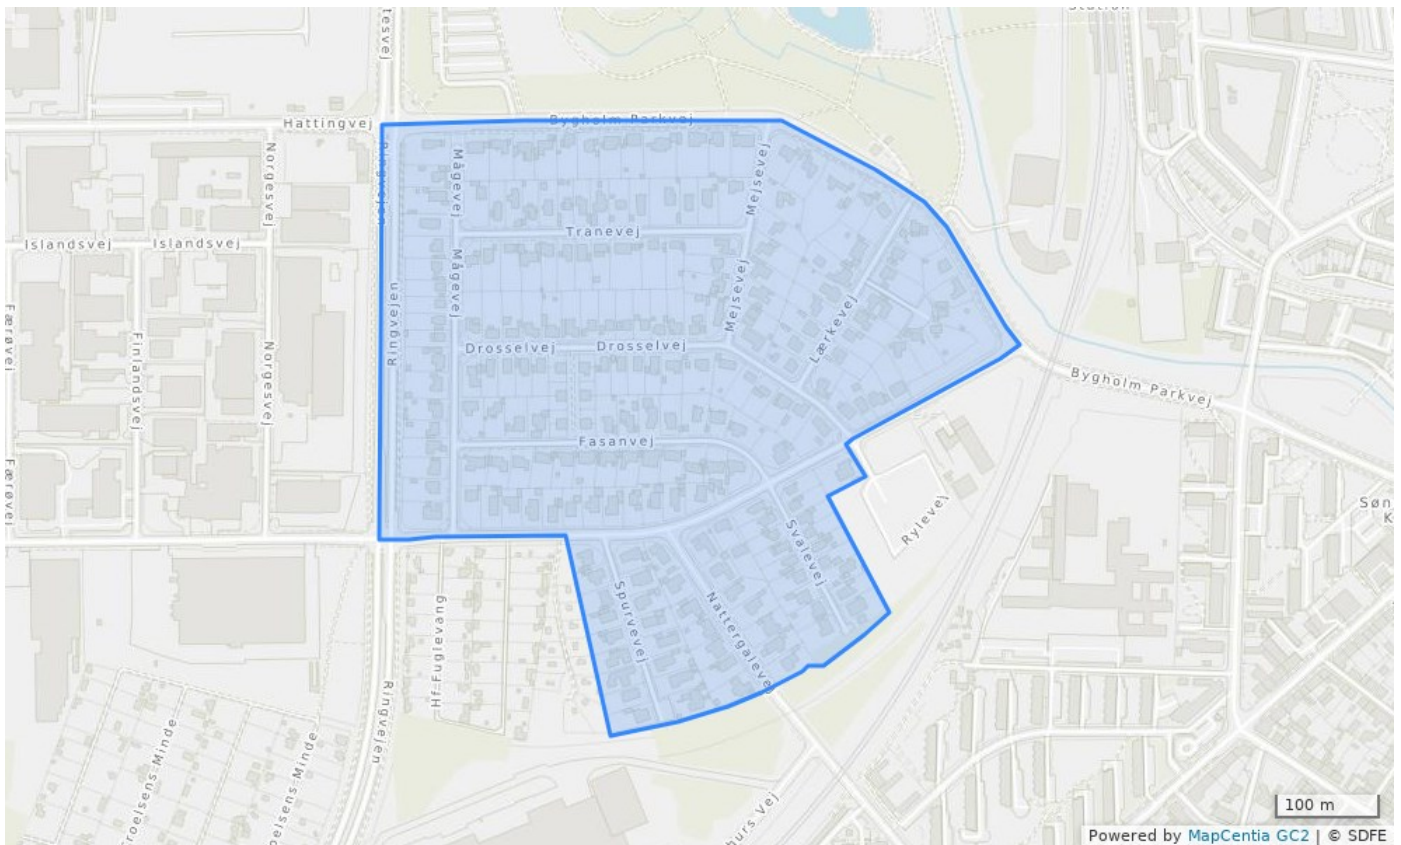 Hattingvej
Bygholm Parkvej
Ringvejen
Norgesvej
Mågevej
Mejsevej
Islandsvej
Islandsvej
Tranevej
Mågevej
Mejsevej
Ringvejen
Lærkevej
Færøvej
Finlandsvej
Norgesvej
Drosselvej
Drosselvej
Bygholm Parkvej
Fasanvej
Færøvej
Svalevej
Rylevej
Spurvevej
Nattergalevej
Hf-Fuglevang
Ringvejen
100 m
Powered by MapCentia GC2 | © SDFE